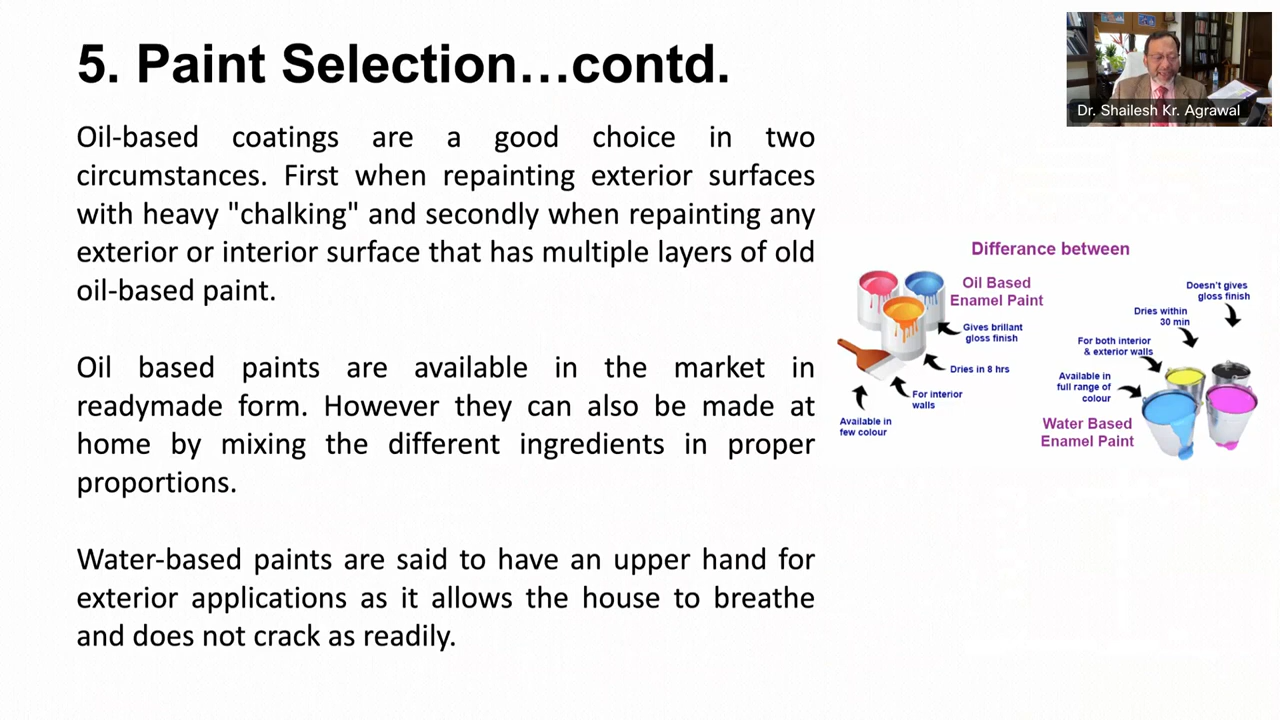 5. Paint Selection...contd.
Dr. Shailesh Kr. Agrawal
Oil-based coatings are a good choice in two
circumstances. First when repainting exterior surfaces
with heavy "chalking" and secondly when repainting any
exterior or interior surface that has multiple layers of old
oil-based paint.
Oil based paints are available in the market in
readymade form. However they can also be made at
home by mixing the different ingredients in proper
proportions.
Water-based paints are said to have an upper hand for
exterior applications as it allows the house to breathe
and does not crack as readily.
Differance between
Oil Based
Enamel Paint
Gives brillant
gloss finish
Dries in 8 hrs
For interior
walls
Available in
few colour
Doesn't gives
gloss finish
Dries within
30 min
For both interior
& exterior walls
Available in
full range of
colour
Water Based
Enamel Paint